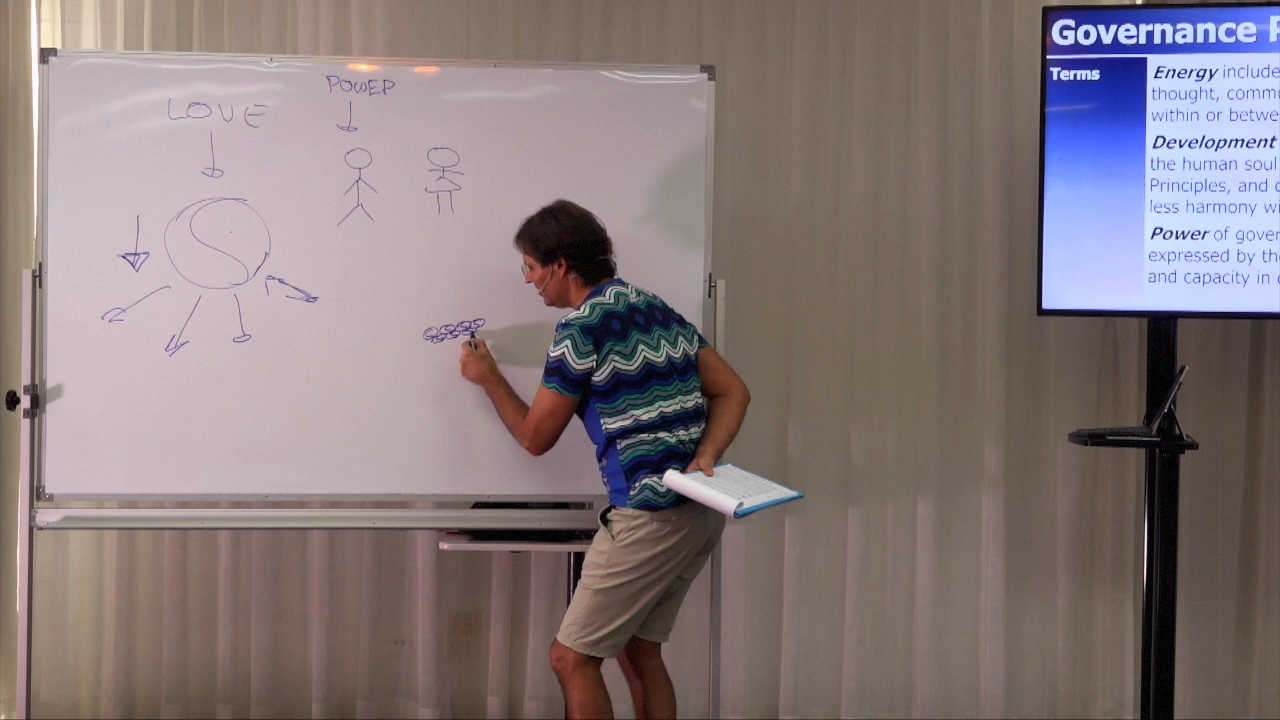 POWER
LOVE
Governance
Terms
Energy include
thought, commu
within or betwe
Development
the human soul
Principles, and
less harmony wi
Power of gover
expressed by the
and capacity in